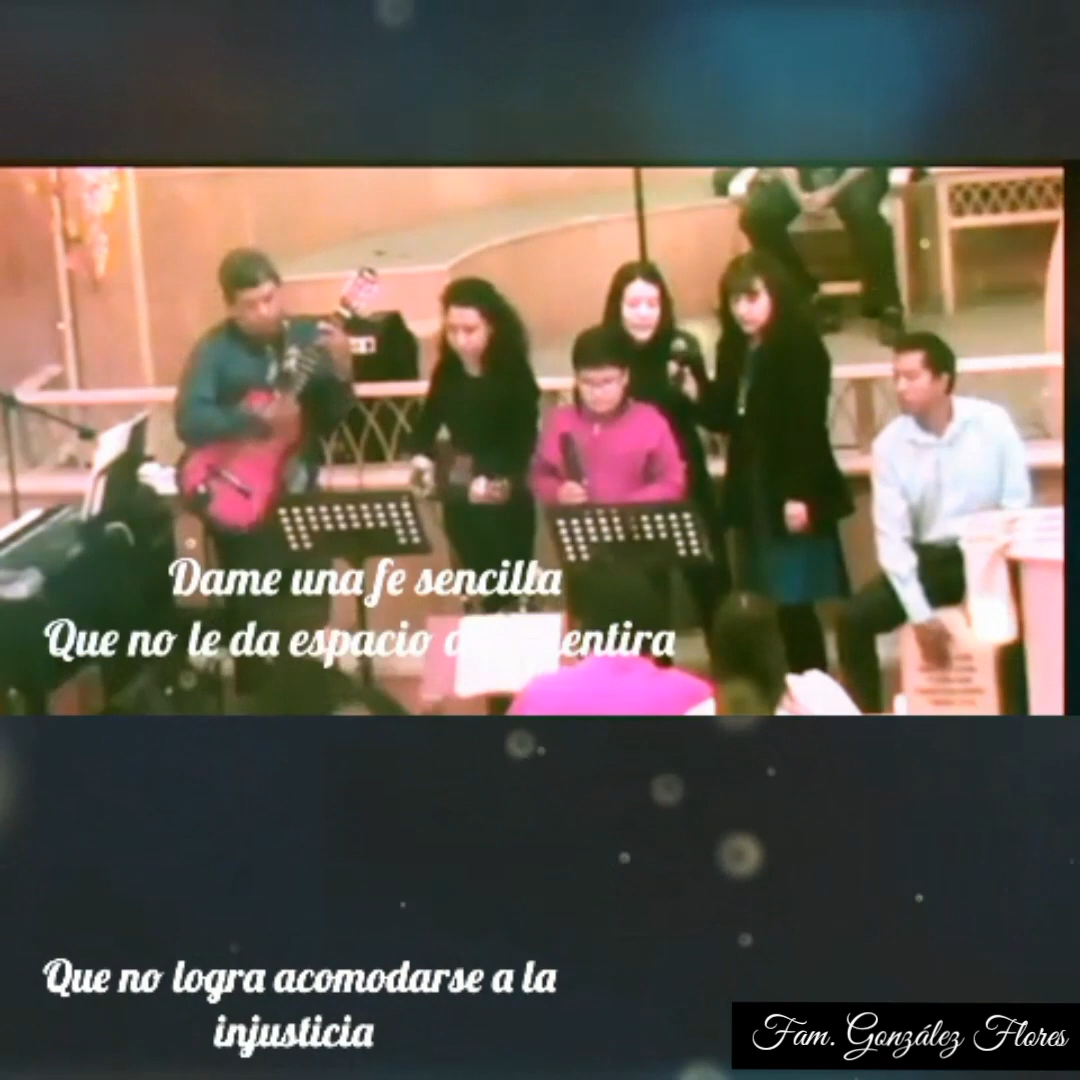 Dame una fe sencilla
Que no le da espacio a entira
Que no logra acomodarse a la
injusticia
Fam. González Flores